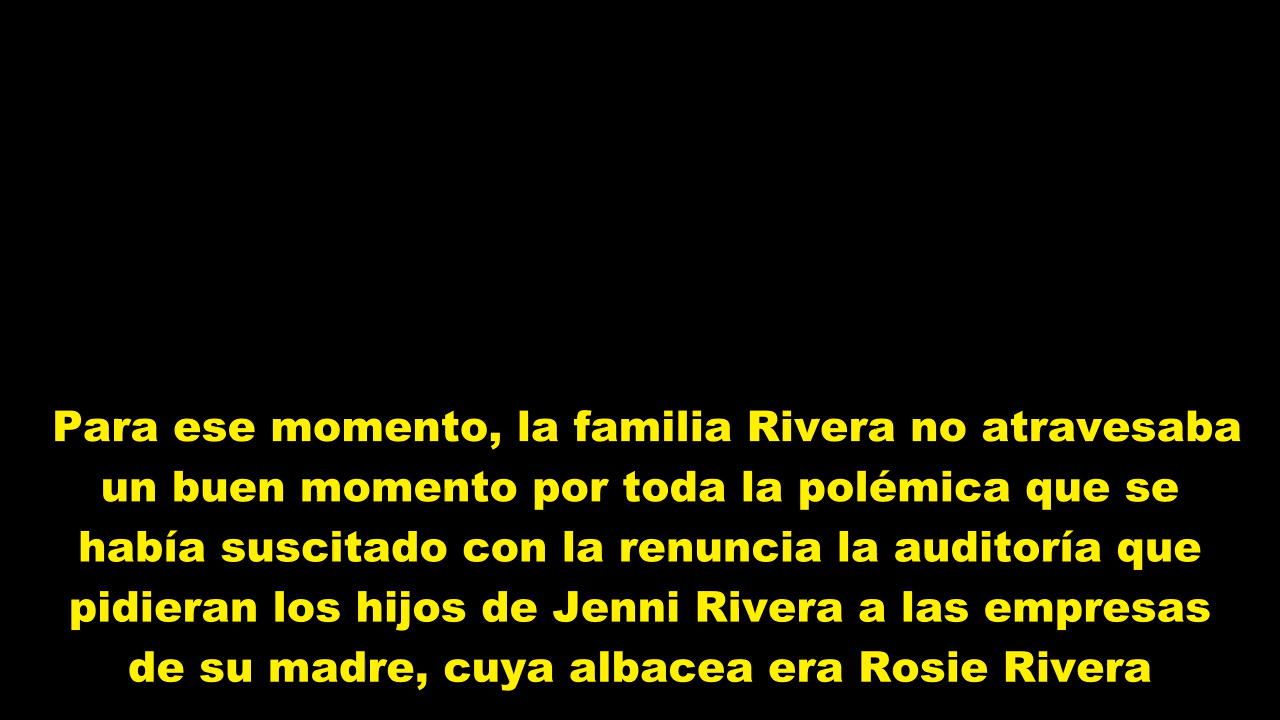 Para ese momento, la familia Rivera no atravesaba
un buen momento por toda la polémica que se
había suscitado con la renuncia la auditoría que
pidieran los hijos de Jenni Rivera a las empresas
de su madre, cuya albacea era Rosie Rivera